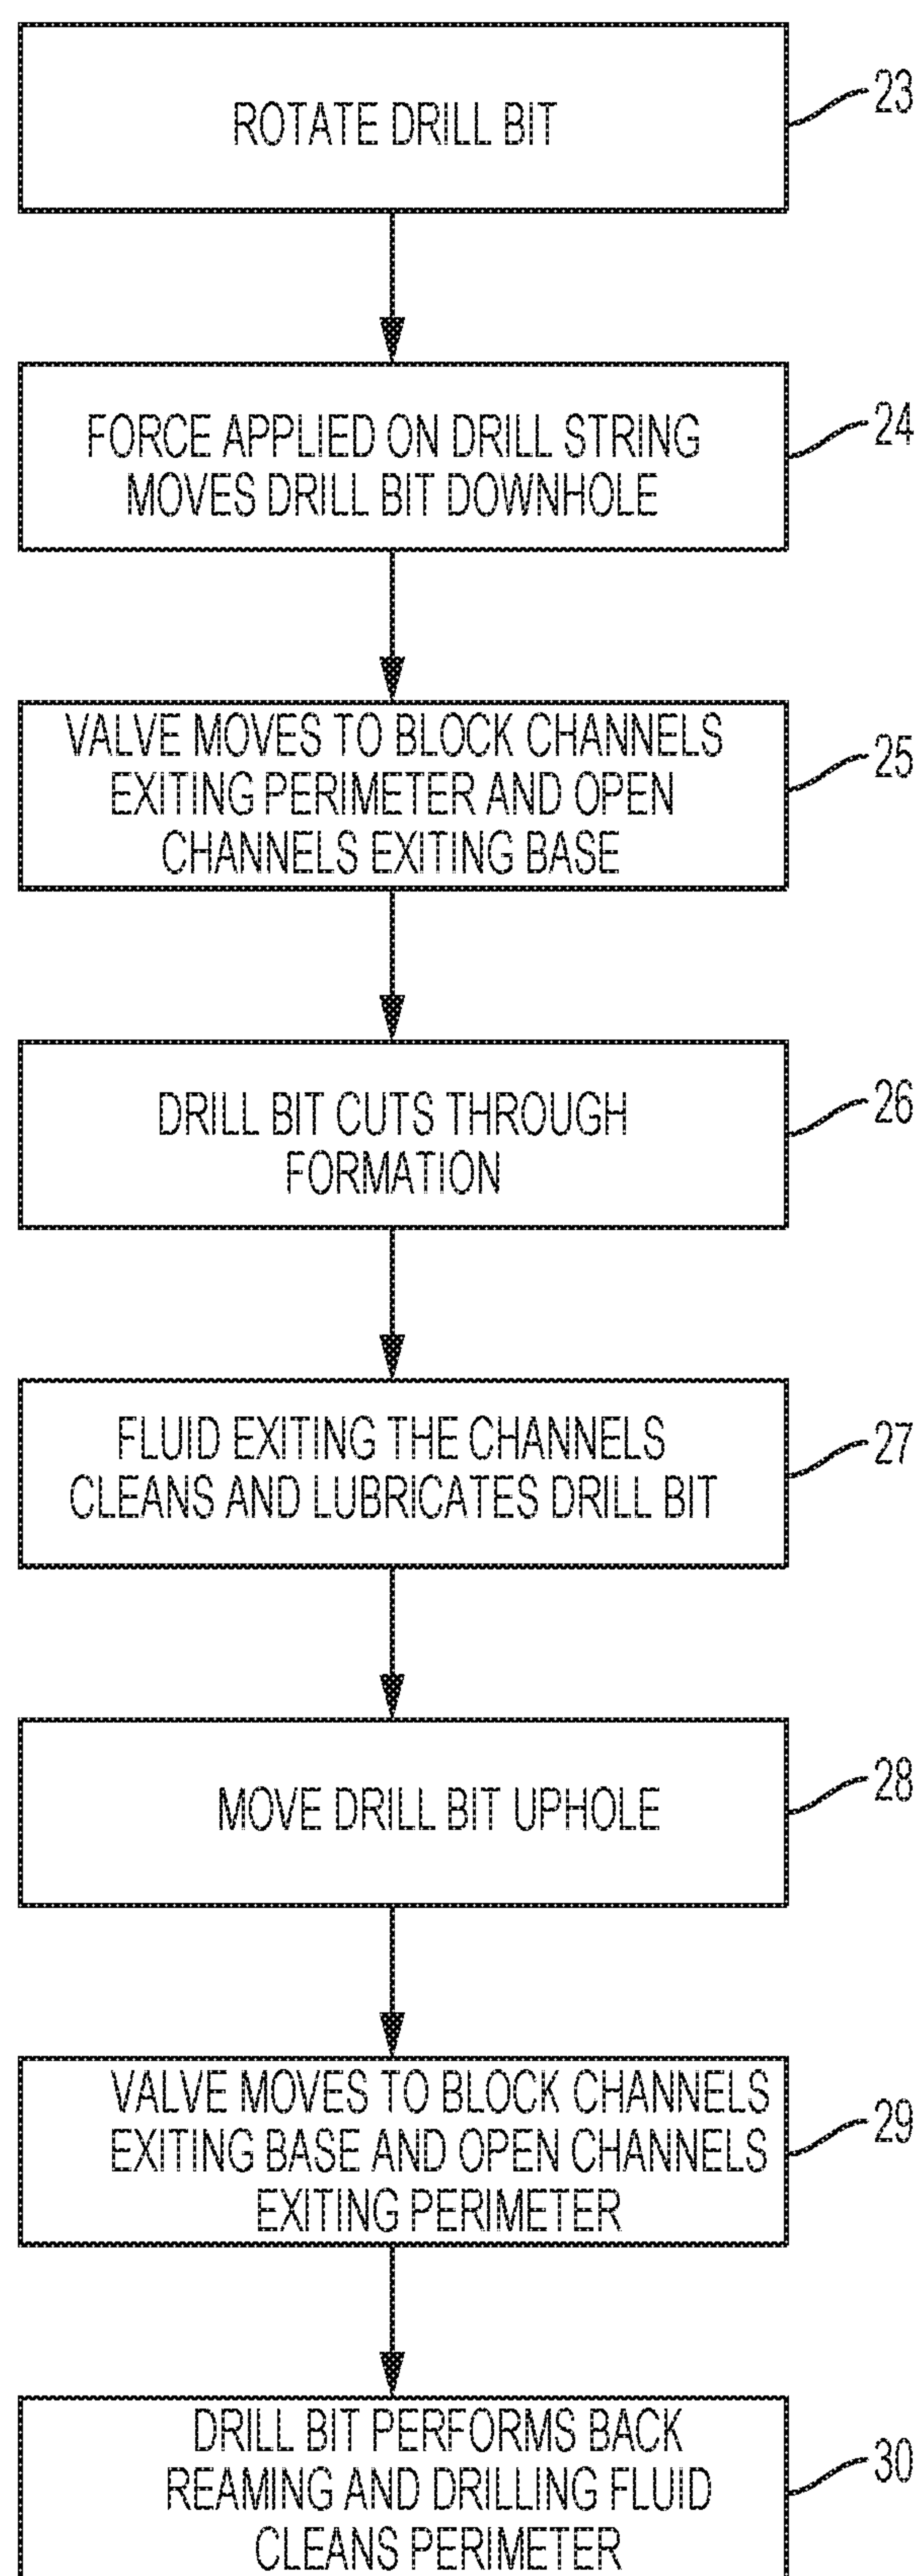 ROTATE DRILL BIT
23
FORCE APPLIED ON DRILL STRING
MOVES DRILL BIT DOWNHOLE
24
VALVE MOVES TO BLOCK CHANNELS
EXITING PERIMETER AND OPEN
CHANNELS EXITING BASE
25
DRILL BIT CUTS THROUGH
FORMATION
26
FLUID EXITING THE CHANNELS
CLEANS AND LUBRICATES DRILL BIT
27
MOVE DRILL BIT UPHOLE
28
VALVE MOVES TO BLOCK CHANNELS
EXITING BASE AND OPEN CHANNELS
EXITING PERIMETER
29
DRILL BIT PERFORMS BACK
REAMING AND DRILLING FLUID
CLEANS PERIMETER
30